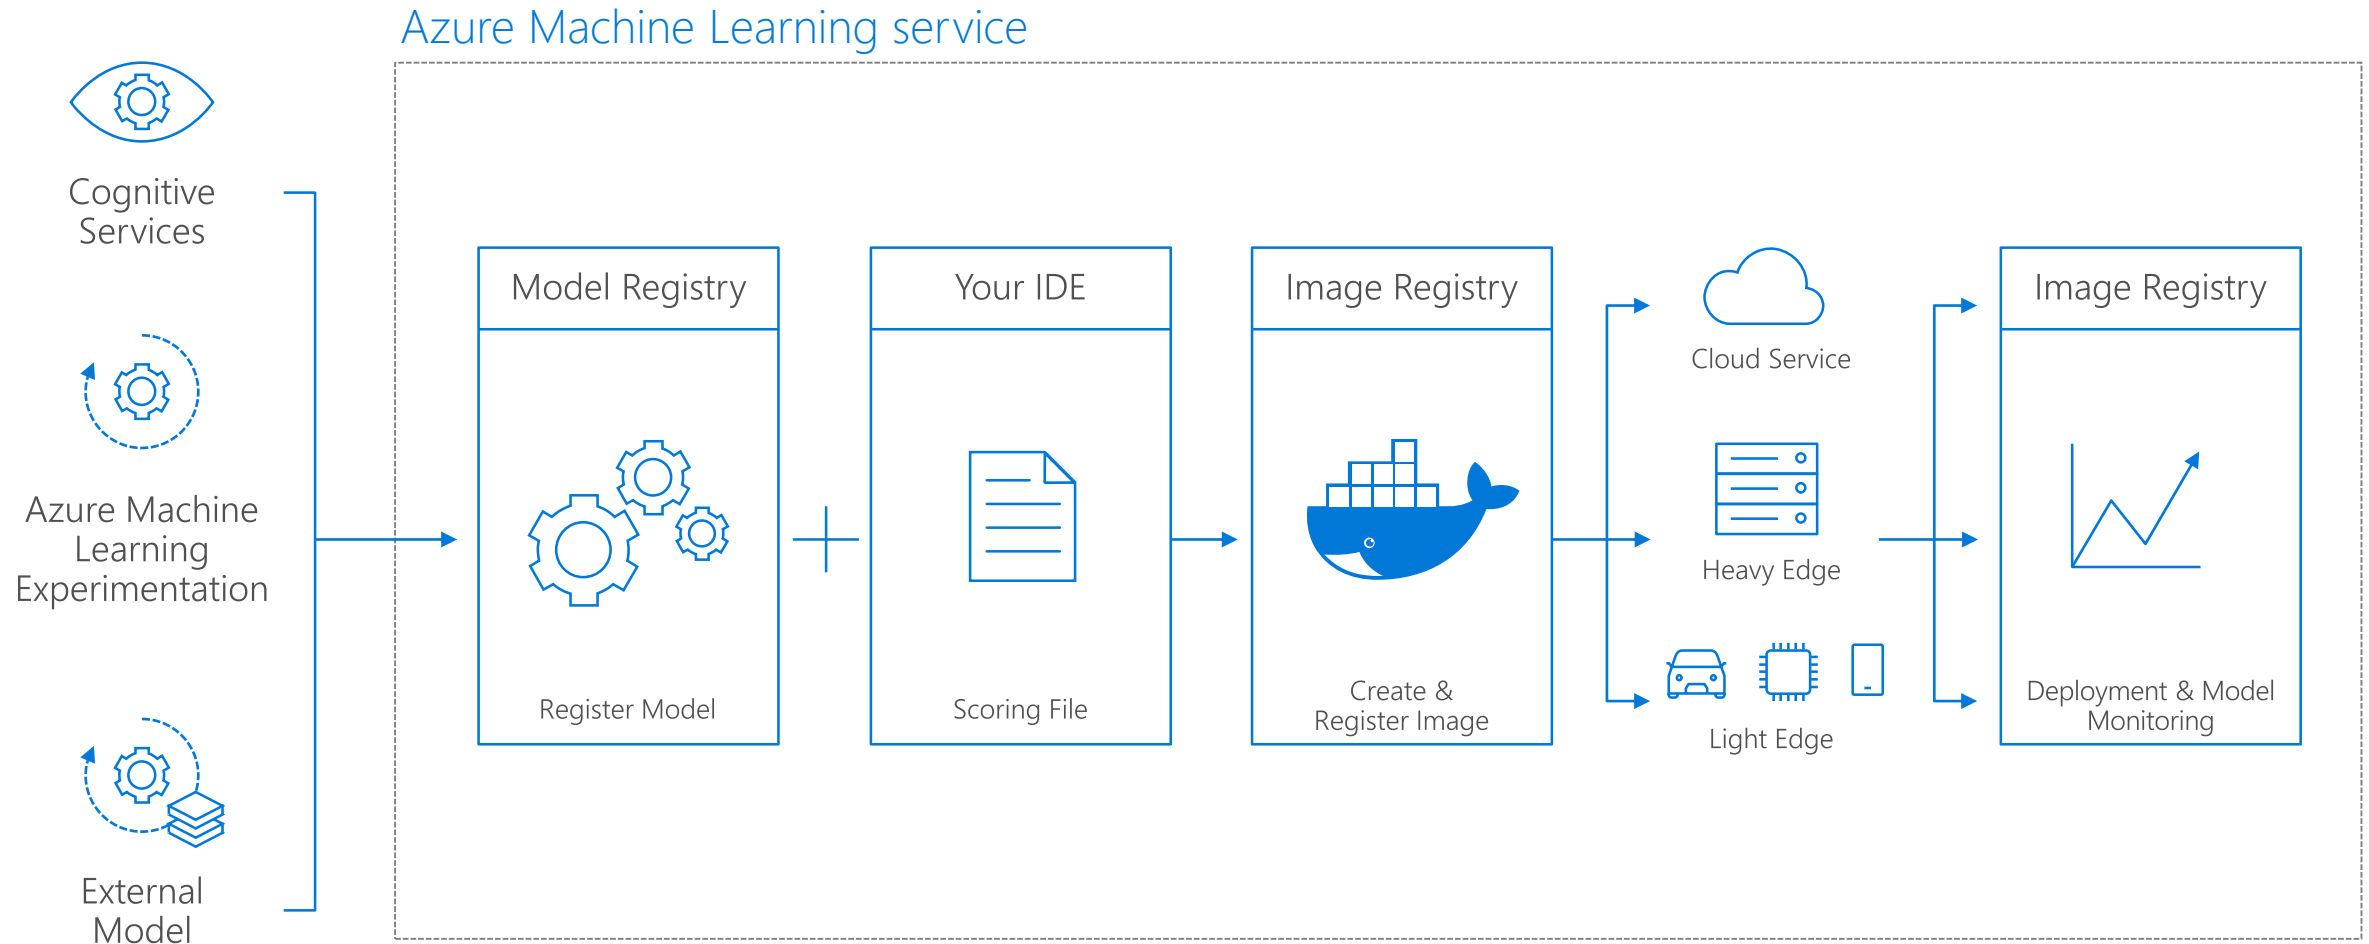 Azure Machine Learning service
Cognitive
Services
Azure Machine
Learning
Experimentation
External
Model
Model Registry
Register Model
Your IDE
Scoring File
Image Registry
Create &
Register Image
Cloud Service
Heavy Edge
Light Edge
Image Registry
Deployment & Model
Monitoring